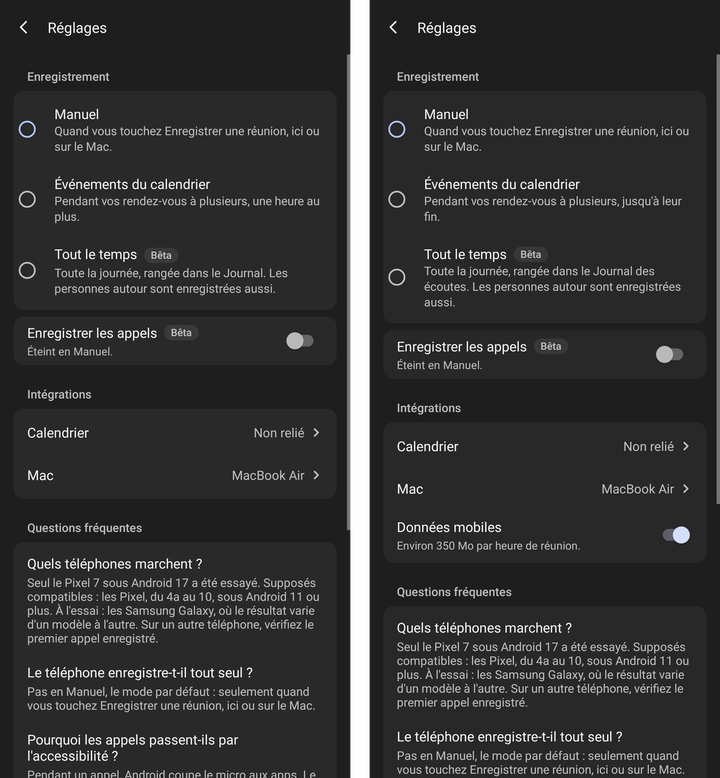 Réglages
Enregistrement
Manuel
Quand vous touchez Enregistrer une réunion, ici ou
sur le Mac.
Événements du calendrier
Pendant vos rendez-vous à plusieurs, une heure au
plus.
Tout le temps Bêta
Toute la journée, rangée dans le Journal. Les
personnes autour sont enregistrées aussi.
Enregistrer les appels Bêta
Éteint en Manuel.
Intégrations
Calendrier Non relié
Mac MacBook Air
Questions fréquentes
Quels téléphones marchent ?
Seul le Pixel 7 sous Android 17 a été essayé. Supposés
compatibles : les Pixel, du 4a au 10, sous Android 11 ou
plus. À l'essai : les Samsung Galaxy, où le résultat varie
d'un modèle à l'autre. Sur un autre téléphone, vérifiez le
premier appel enregistré.
Le téléphone enregistre-t-il tout seul ?
Pas en Manuel, le mode par défaut : seulement quand
vous touchez Enregistrer une réunion, ici ou sur le Mac.
Pourquoi les appels passent-ils par
l'accessibilité ?
Pendant un appel, Android coupe le micro aux apps. Le
Réglages
Enregistrement
Manuel
Quand vous touchez Enregistrer une réunion, ici ou
sur le Mac.
Événements du calendrier
Pendant vos rendez-vous à plusieurs, jusqu'à leur
fin.
Tout le temps Bêta
Toute la journée, rangée dans le Journal des
écoutes. Les personnes autour sont enregistrées
aussi.
Enregistrer les appels Bêta
Éteint en Manuel.
Intégrations
Calendrier Non relié
Mac MacBook Air
Données mobiles
Environ 350 Mo par heure de réunion.
Questions fréquentes
Quels téléphones marchent ?
Seul le Pixel 7 sous Android 17 a été essayé. Supposés
compatibles : les Pixel, du 4a au 10, sous Android 11 ou
plus. À l'essai : les Samsung Galaxy, où le résultat varie
d'un modèle à l'autre. Sur un autre téléphone, vérifiez le
premier appel enregistré.
Le téléphone enregistre-t-il tout seul ?
Pas en Manuel, le mode par défaut : seulement quand
vous touchez Enregistrer une réunion, ici ou sur le Mac.